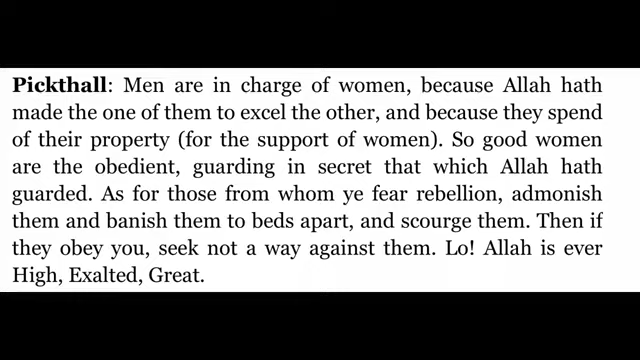 Pickthall: Men are in charge of women, because Allah hath
made the one of them to excel the other, and because they spend
of their property (for the support of women). So good women
are the obedient, guarding in secret that which Allah hath
guarded. As for those from whom ye fear rebellion, admonish
them and banish them to beds apart, and scourge them. Then if
they obey you, seek not a way against them. Lo! Allah is ever
High, Exalted, Great.